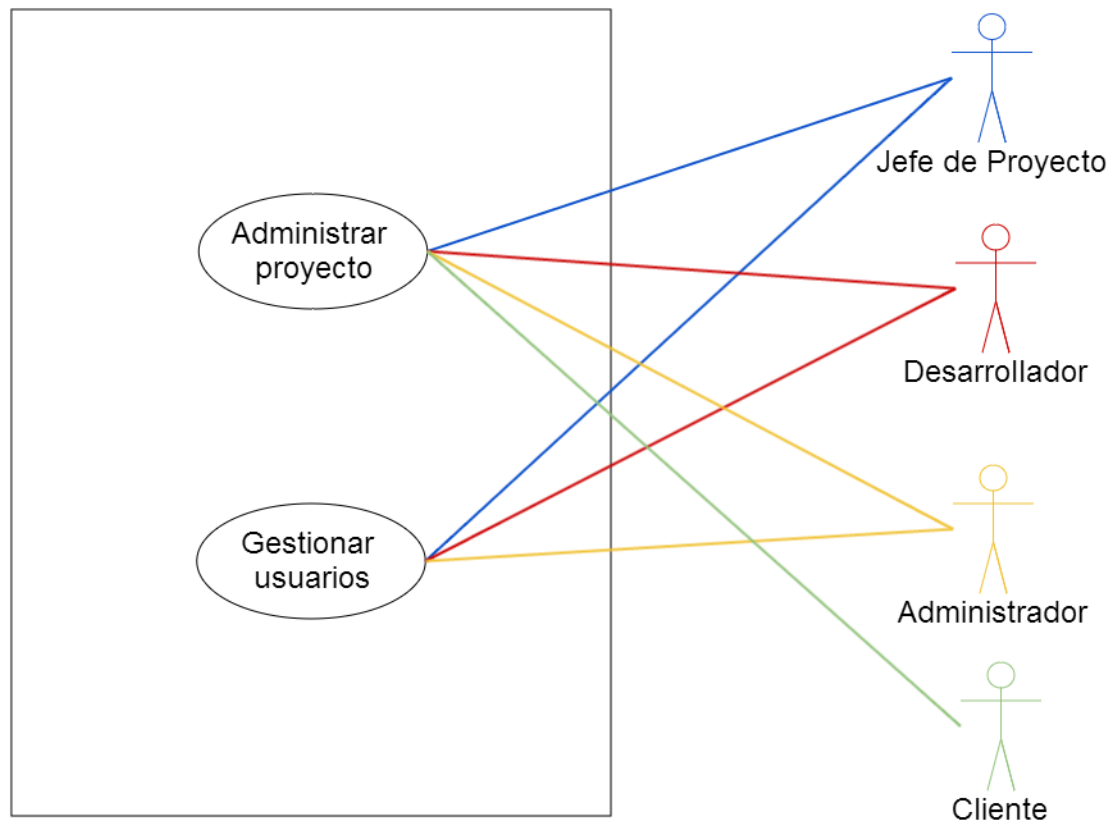 Jefe de Proyecto
Administrar
proyecto
Desarrollador
Gestionar
usuarios
Administrador
Cliente